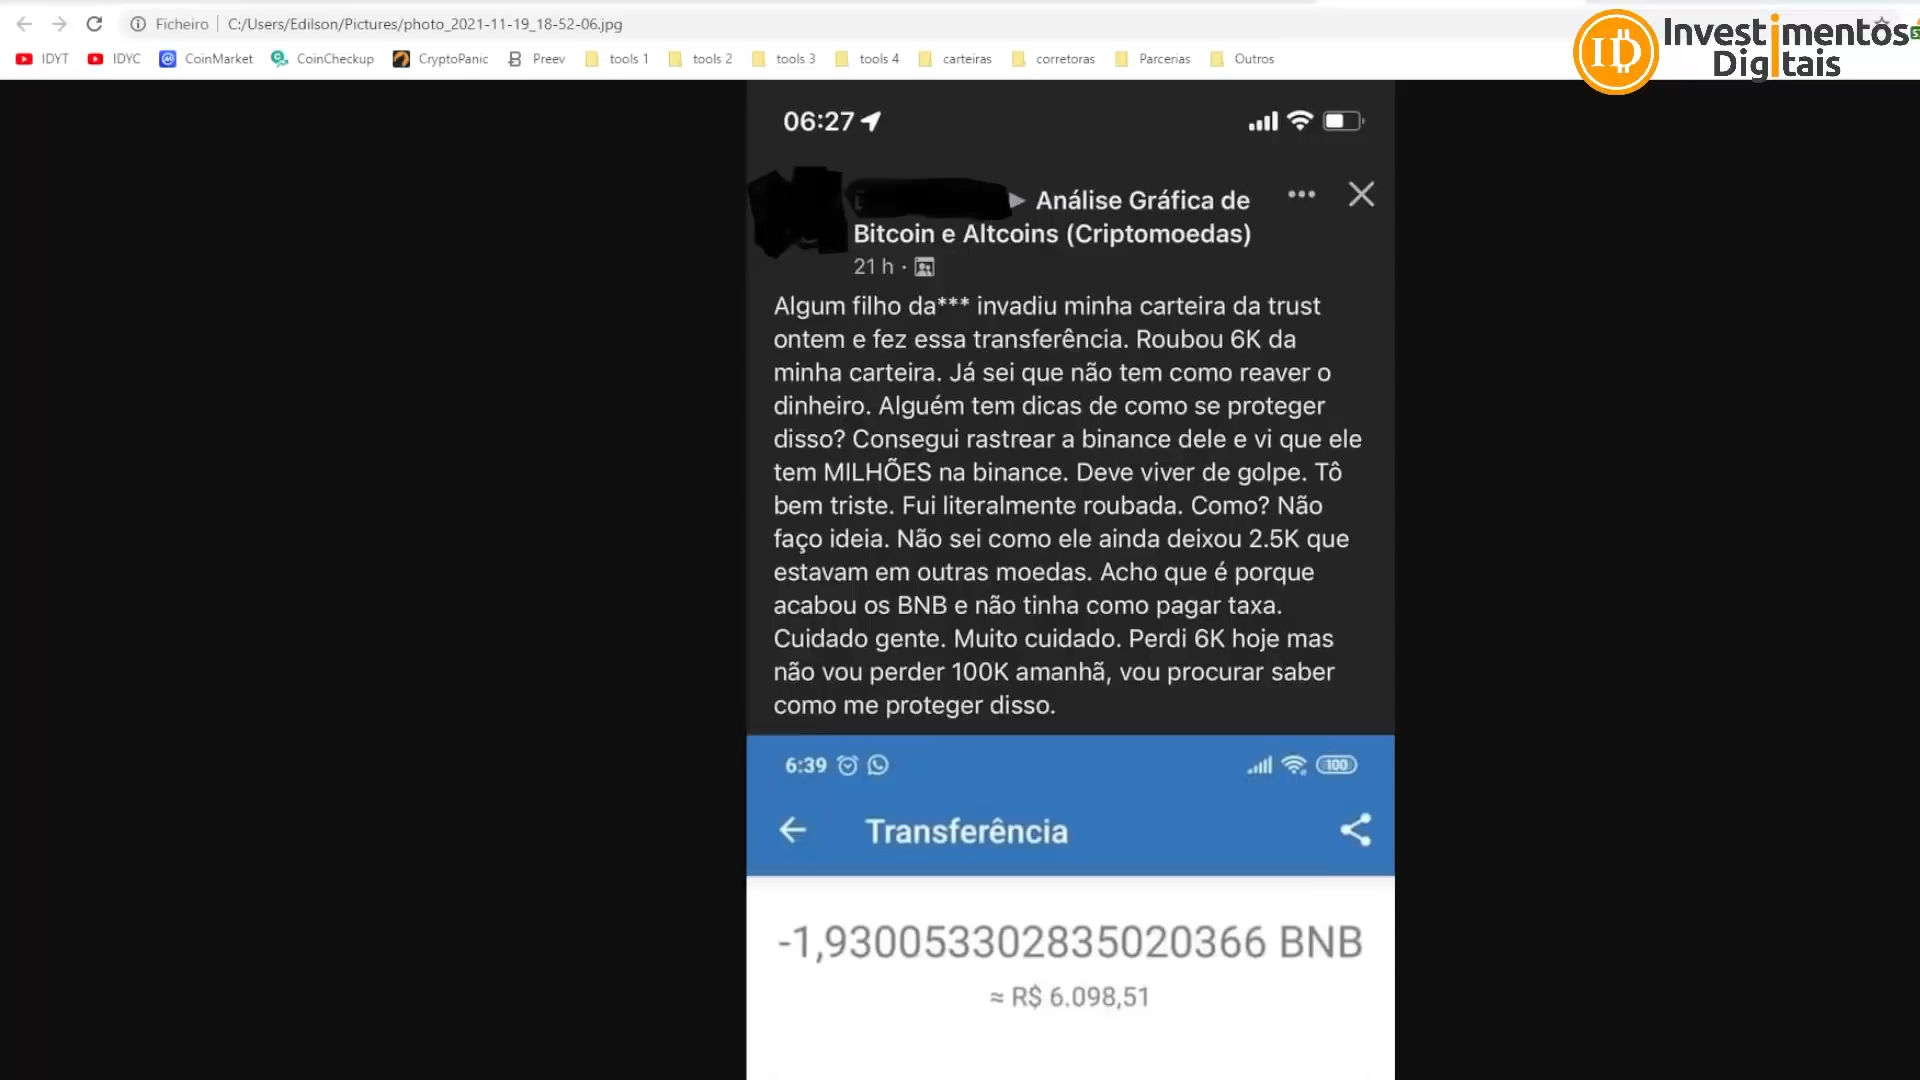 Ficheiro C:/Users/Edilson/Pictures/photo_2021-11-19_18-52-06.jpg
IDYT IDYC CoinMarket CoinCheckup CryptoPanic Preev tools 1 tools 2 tools 3 tools 4 carteiras corretoras Parcerias Outros
Investimentos
Digitais
06:27
Análise Gráfica de
Bitcoin e Altcoins (Criptomoedas)
21 h ·
Algum filho da*** invadiu minha carteira da trust
ontem e fez essa transferência. Roubou 6K da
minha carteira. Já sei que não tem como reaver o
dinheiro. Alguém tem dicas de como se proteger
disso? Consegui rastrear a binance dele e vi que ele
tem MILHÕES na binance. Deve viver de golpe. Tô
bem triste. Fui literalmente roubada. Como? Não
faço ideia. Não sei como ele ainda deixou 2.5K que
estavam em outras moedas. Acho que é porque
acabou os BNB e não tinha como pagar taxa.
Cuidado gente. Muito cuidado. Perdi 6K hoje mas
não vou perder 100K amanhã, vou procurar saber
como me proteger disso.
6:39 100
Transferência
-1,930053302835020366 BNB
≈ R$ 6.098,51